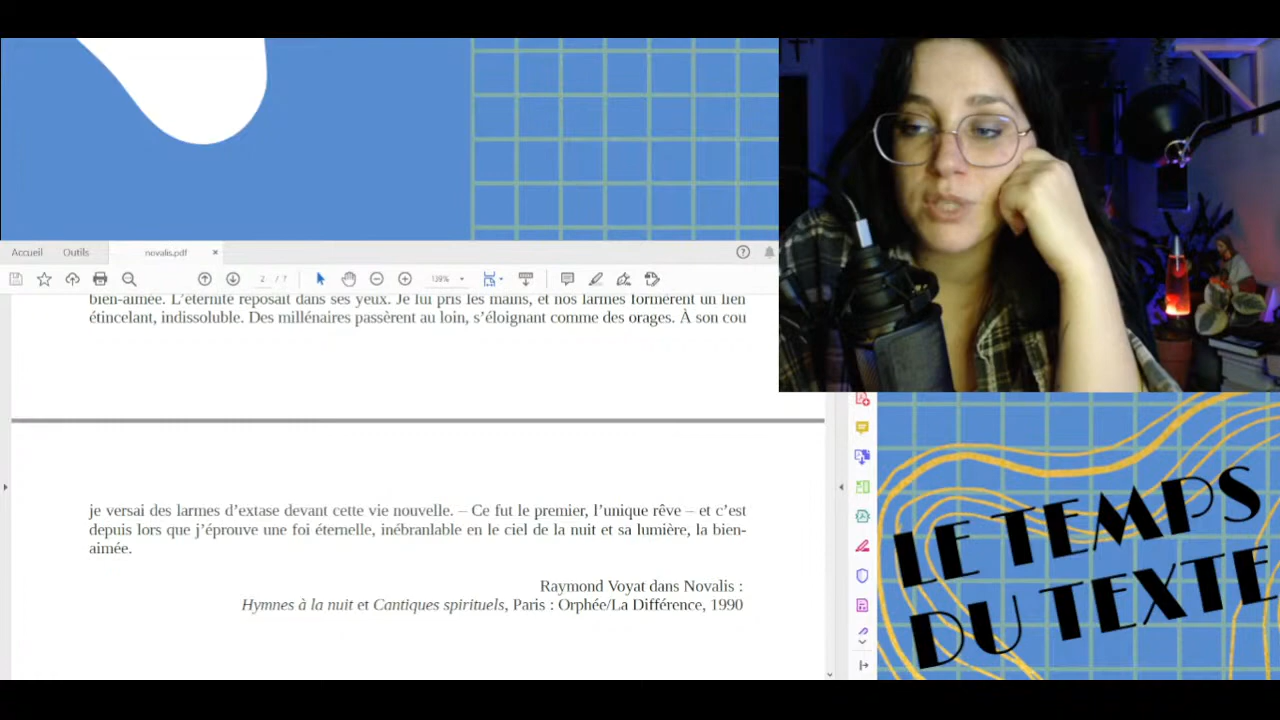 Accueil Outils novalis.pdf
2 / 7 139%
bien-aimée. L'éternité reposait dans ses yeux. Je lui pris les mains, et nos larmes formèrent un lien
étincelant, indissoluble. Des millénaires passèrent au loin, s'éloignant comme des orages. À son cou
je versai des larmes d'extase devant cette vie nouvelle. – Ce fut le premier, l'unique rêve – et c'est
depuis lors que j'éprouve une foi éternelle, inébranlable en le ciel de la nuit et sa lumière, la bien-
aimée.
Raymond Voyat dans Novalis :
Hymnes à la nuit et Cantiques spirituels, Paris : Orphée/La Différence, 1990
LE TEMPS
DU TEXTE